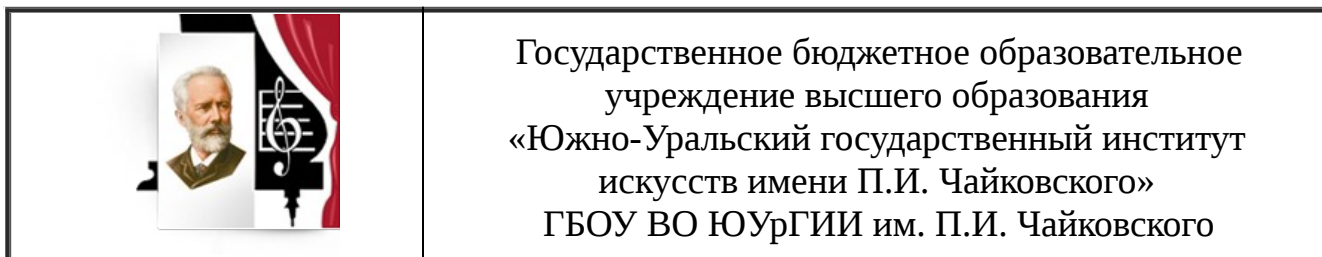 Государственное бюджетное образовательное
учреждение высшего образования
«Южно-Уральский государственный институт
искусств имени П.И. Чайковского»
ГБОУ ВО ЮУрГИИ им. П.И. Чайковского